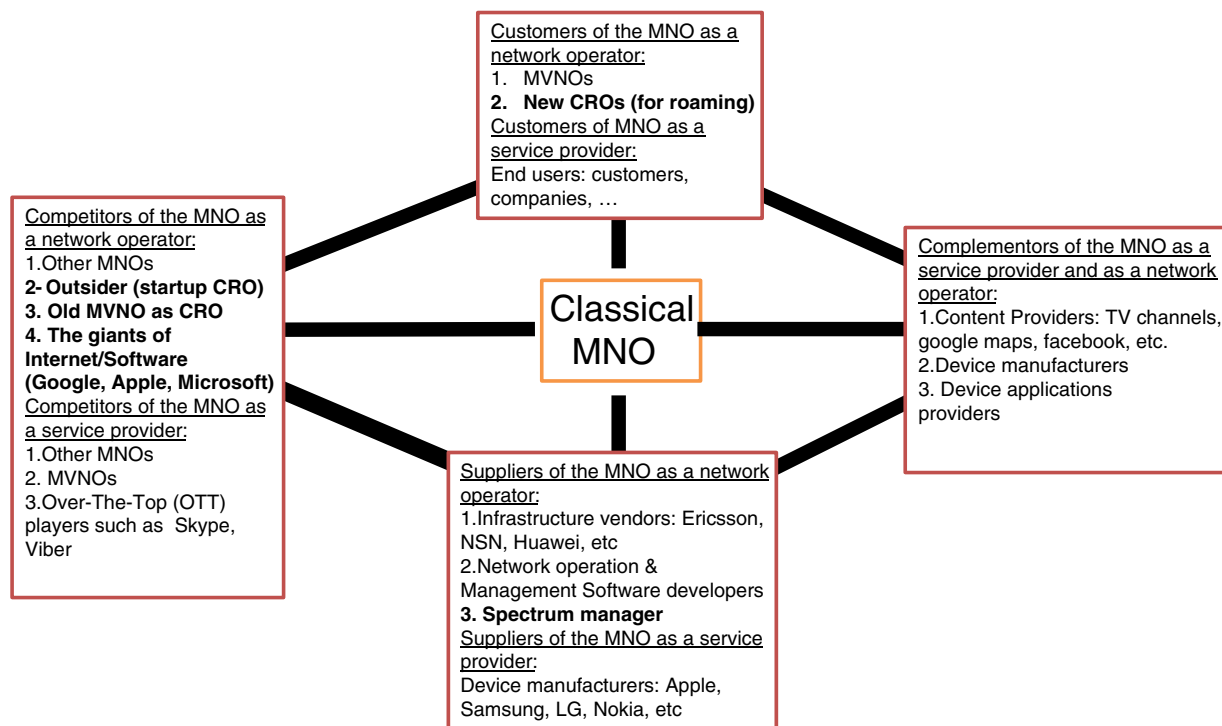 Customers of the MNO as a
network operator:
1. MVNOs
2. New CROs (for roaming)
Customers of MNO as a
service provider:
End users: customers,
companies, …
Competitors of the MNO as
a network operator:
1.Other MNOs
2- Outsider (startup CRO)
3. Old MVNO as CRO
4. The giants of
Internet/Software
(Google, Apple, Microsoft)
Competitors of the MNO as
a service provider:
1.Other MNOs
2. MVNOs
3.Over-The-Top (OTT)
players such as Skype,
Viber
Classical
MNO
Complementors of the MNO as a
service provider and as a network
operator:
1.Content Providers: TV channels,
google maps, facebook, etc.
2.Device manufacturers
3. Device applications
providers
Suppliers of the MNO as a network
operator:
1.Infrastructure vendors: Ericsson,
NSN, Huawei, etc
2.Network operation &
Management Software developers
3. Spectrum manager
Suppliers of the MNO as a service
provider:
Device manufacturers: Apple,
Samsung, LG, Nokia, etc